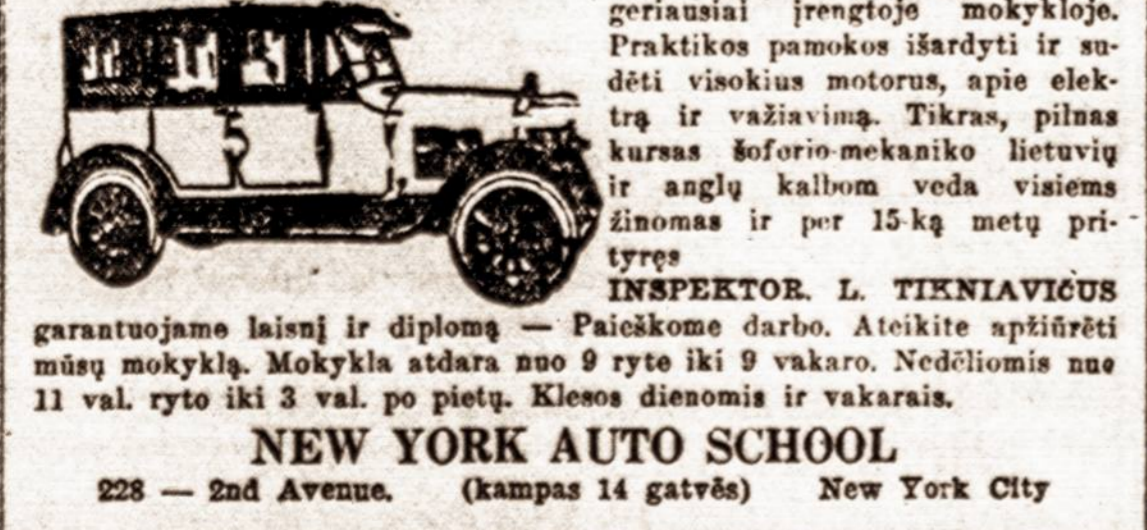 geriausiai įrengtoje mokykloje.
Praktikos pamokos išardyti ir su-
dėti visokius motorus, apie elek-
trą ir važiavimą. Tikras, pilnas
kursas šoferio-mekaniko lietuvių
ir anglų kalbom veda visiems
žinomas ir per 15-ką metų pri-
tyręs
INSPEKTOR. L. TIKNIAVIČUS
garantuojame laisnį ir diplomą — Paieškome darbo. Ateikite apžiūrėti
mūsų mokyklą. Mokykla atdara nuo 9 ryte iki 9 vakaro. Nedėliomis nuo
11 val. ryto iki 3 val. po pietų. Klesos dienomis ir vakarais.
NEW YORK AUTO SCHOOL
228 — 2nd Avenue. (kampas 14 gatvės) New York City